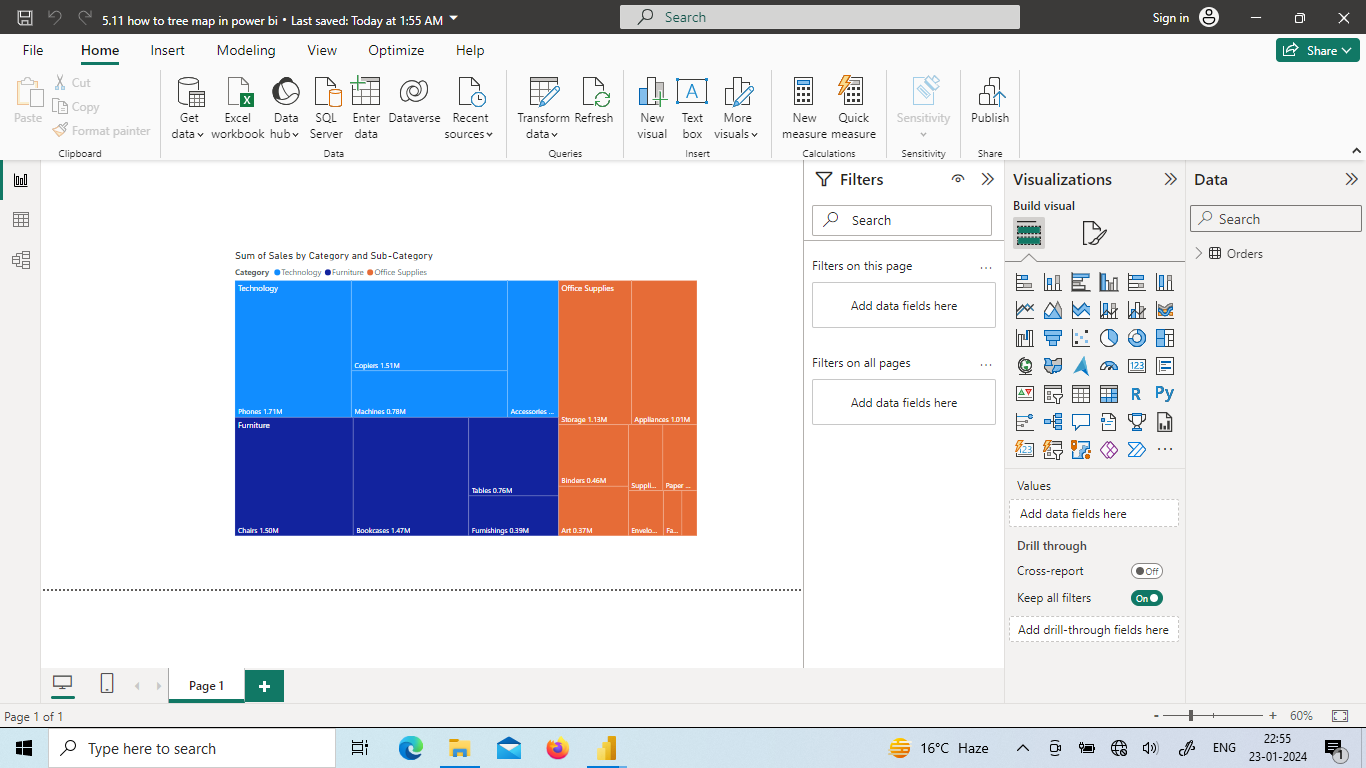 5.11 how to tree map in power bi • Last saved: Today at 1:55 AM
Search
Sign in
File
Home
Insert
Modeling
View
Optimize
Help
Share
Paste
Cut
Copy
Format painter
Clipboard
Get data
Excel workbook
Data hub
SQL Server
Enter data
Dataverse
Recent sources
Data
Transform data
Refresh
Queries
New visual
Text box
More visuals
Insert
New measure
Quick measure
Calculations
Sensitivity
Sensitivity
Publish
Share
Sum of Sales by Category and Sub-Category
Category Technology Furniture Office Supplies
Technology
Phones 1.71M
Copiers 1.51M
Machines 0.78M
Accessories ...
Furniture
Chairs 1.50M
Bookcases 1.47M
Tables 0.76M
Furnishings 0.39M
Office Supplies
Storage 1.13M
Appliances 1.01M
Binders 0.46M
Art 0.37M
Suppli...
Paper ...
Envelo...
Fa...
Filters
Search
Filters on this page
...
Add data fields here
Filters on all pages
...
Add data fields here
Visualizations
Build visual
123
R
Py
123
...
Values
Add data fields here
Drill through
Cross-report
Off
Keep all filters
On
Add drill-through fields here
Data
Search
Orders
Page 1
+
Page 1 of 1
- + 60%
Type here to search
16°C Haze
ENG
22:55
23-01-2024
1